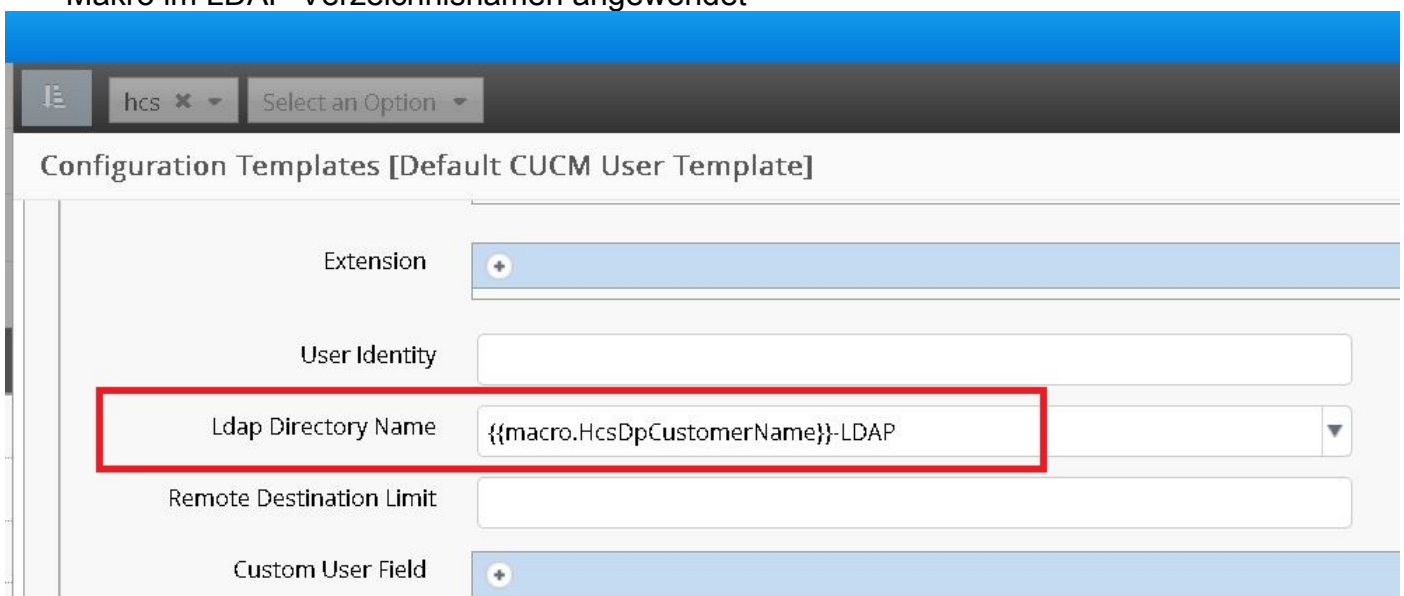 Makro im LDAP-Verzeichnisnamen angewendet
hcs Select an Option
Configuration Templates [Default CUCM User Template]
Extension
User Identity
Ldap Directory Name {{macro.HcsDpCustomerName}}-LDAP
Remote Destination Limit
Custom User Field